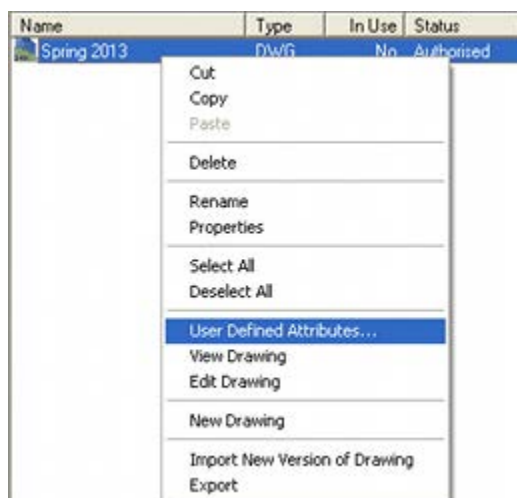 Name Type In Use Status
Spring 2013 DWG No Authorised
Cut
Copy
Paste
Delete
Rename
Properties
Select All
Deselect All
User Defined Attributes...
View Drawing
Edit Drawing
New Drawing
Import New Version of Drawing
Export